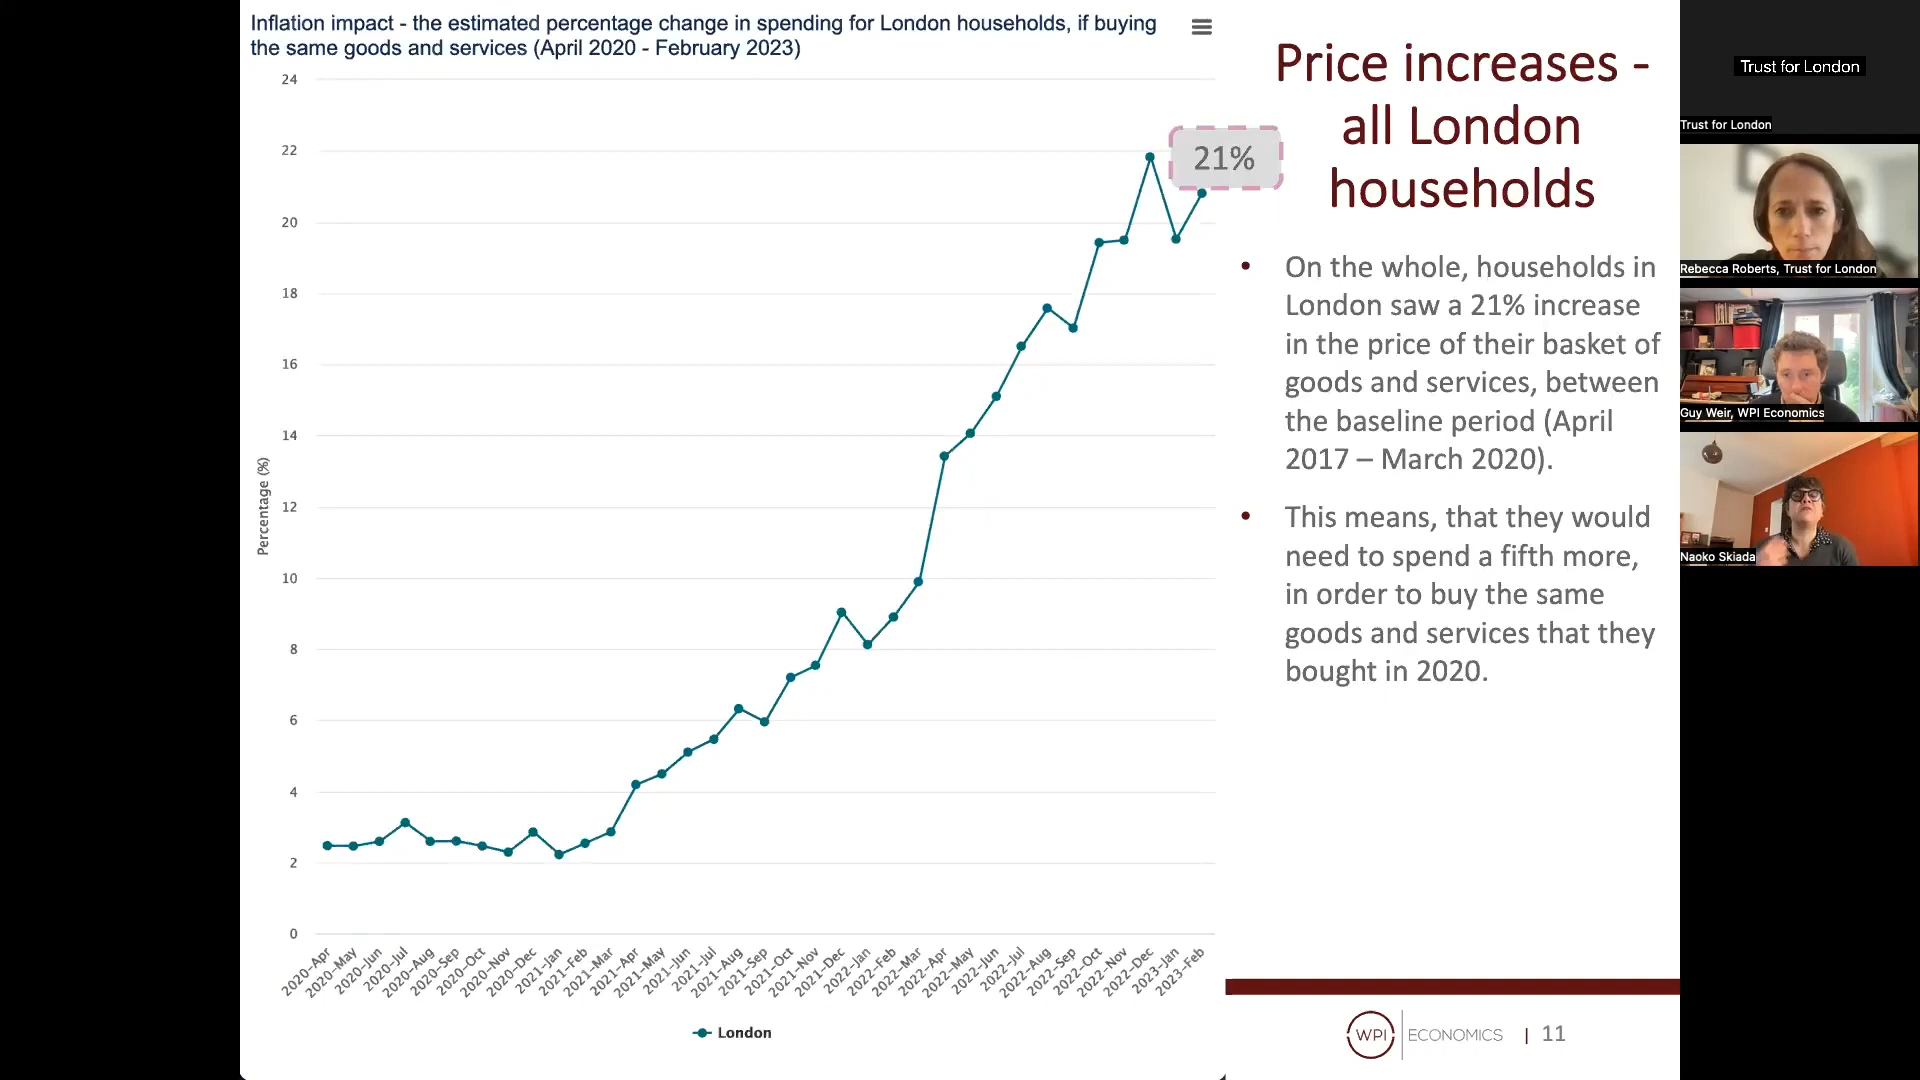 Inflation impact - the estimated percentage change in spending for London households, if buying
the same goods and services (April 2020 - February 2023)
24
22
20
18
16
14
12
10
8
6
4
2
0
Percentage (%)
21%
2020-Apr
2020-May
2020-Jun
2020-Jul
2020-Aug
2020-Sep
2020-Oct
2020-Nov
2020-Dec
2021-Jan
2021-Feb
2021-Mar
2021-Apr
2021-May
2021-Jun
2021-Jul
2021-Aug
2021-Sep
2021-Oct
2021-Nov
2021-Dec
2022-Jan
2022-Feb
2022-Mar
2022-Apr
2022-May
2022-Jun
2022-Jul
2022-Aug
2022-Sep
2022-Oct
2022-Nov
2022-Dec
2023-Jan
2023-Feb
London
Price increases -
all London
households
• On the whole, households in
London saw a 21% increase
in the price of their basket of
goods and services, between
the baseline period (April
2017 – March 2020).
• This means, that they would
need to spend a fifth more,
in order to buy the same
goods and services that they
bought in 2020.
WPI ECONOMICS | 11
Trust for London
Trust for London
Rebecca Roberts, Trust for London
Guy Weir, WPI Economics
Naoko Skiada